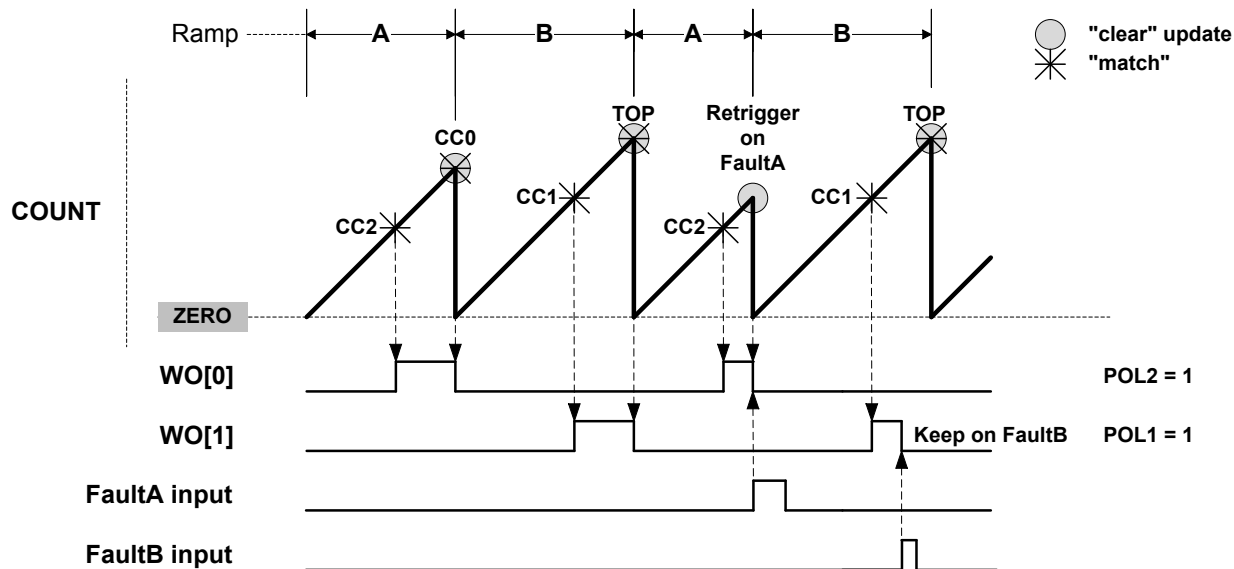 Ramp A B A B
"clear" update
"match"
CC0 TOP Retrigger TOP
on
FaultA
CC2 CC1 CC2 CC1
COUNT
ZERO
WO[0] POL2 = 1
WO[1] Keep on FaultB POL1 = 1
FaultA input
FaultB input